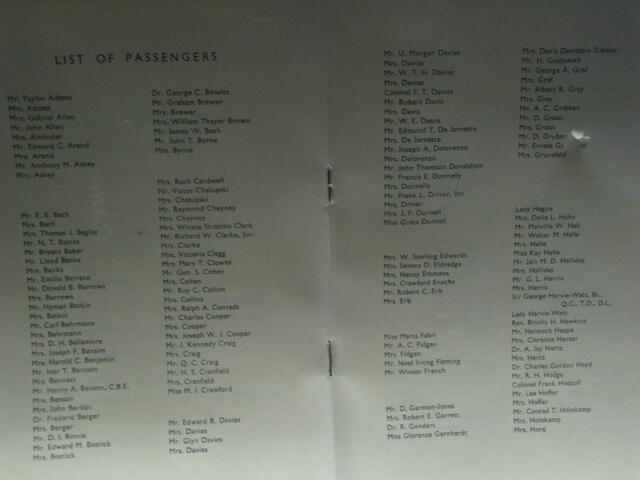 LIST OF PASSENGERS
Mr. Taylor Adams
Mrs. Adams
Mrs. Gabriel Allen
Mr. John Allen
Mrs. Altshuler
Mr. Edward C. Arend
Mrs. Arend
Mr. Anthony M. Askey
Mrs. Askey
Mr. E. E. Bach
Mrs. Bach
Mrs. Thomas J. Bagley
Mr. N. T. Baines
Mr. Bryant Baker
Mr. Lloyd Banks
Mrs. Banks
Mr. Emilio Barreto
Mr. Donald B. Barrows
Mrs. Barrows
Mr. Hyman Batkin
Mrs. Batkin
Mr. Carl Behrmann
Mrs. Behrmann
Mrs. D. H. Bellamore
Mrs. Joseph F. Benaim
Mrs. Harold C. Benjamin
Mr. Ivor T. Bennett
Mrs. Bennett
Mr. Henry A. Benson, C.B.E.
Mrs. Benson
Mrs. John Berdan
Dr. Frederic Berger
Mrs. Berger
Mr. D. I. Binnie
Mr. Edward M. Bostick
Mrs. Bostick
Dr. George C. Bowles
Mr. Graham Brewer
Mrs. Brewer
Mrs. William Thayer Brown
Mr. James W. Bush
Mr. John T. Byrne
Mrs. Byrne
Mrs. Ruth Cardwell
Mr. Victor Chalupski
Mrs. Chalupski
Mr. Raymond Cheyney
Mrs. Cheyney
Mrs. Winnie Stratton Clark
Mr. Richard W. Clarke, Snr.
Mrs. Clarke
Mrs. Victoria Clegg
Mrs. Mary T. Clowes
Mr. Geo. S. Cohen
Mrs. Cohen
Mr. Roy C. Collins
Mrs. Collins
Mrs. Ralph A. Conrads
Mr. Charles Cooper
Mrs. Cooper
Mrs. Joseph W. J. Cooper
Mr. J. Kennedy Craig
Mrs. Craig
Mr. Q. C. Craig
Mr. H. S. Cranfield
Mrs. Cranfield
Miss M. I. Crawford
Mr. Edward R. Davies
Mrs. Davies
Mr. Glyn Davies
Mrs. Davies
Mr. U. Morgan Davies
Mrs. Davies
Mr. W. T. H. Davies
Mrs. Davies
Colonel F. T. Davies
Mr. Robert Davis
Mrs. Davis
Mr. W. E. Deans
Mr. Edmund T. De Jarnette
Mrs. De Jarnette
Mr. Joseph A. Delorenzo
Mrs. Delorenzo
Mr. John Thomson Donaldson
Mr. Francis E. Donnelly
Mrs. Donnelly
Mr. Frank L. Driver, Jnr.
Mrs. Driver
Mr. J. F. Durnell
Miss Greta Durnell
Mr. W. Sterling Edwards
Mrs. Seneca D. Eldredge
Mrs. Nancy Emmons
Mrs. Crawford Enochs
Mr. Robert C. Erb
Mrs. Erb
Miss Marta Fabri
Mr. A. C. Fidgen
Mrs. Fidgen
Mr. Noel Irving Fleming
Mr. Winsor French
Mr. D. Garmon-Jones
Mrs. Robert E. Garrett
Dr. R. Genders
Miss Glorence Gernhardt
Mrs. Doris Davidson Gibson
Mr. H. Goldsmith
Mr. George A. Graf
Mrs. Graf
Mr. Albert R. Gray
Mrs. Gray
Mr. A. C. Gribben
Mr. D. Grout
Mrs. Grout
Mr. D. Gruber
Mr. Ernest
Mrs. Grunsfeld
Lady Hague
Mrs. Della L. Hahn
Mr. Malville W. Hall
Mr. Walter M. Halle
Mrs. Halle
Miss Kay Halle
Mr. Iain M. D. Halliday
Mrs. Halliday
Mr. G. L. Harris
Mrs. Harris
Sir George Harvie-Watt, Bt.,
Q.C., T.D., D.L.
Lady Harvie-Watt
Rev. H. Hawkins
Mr. Helmuth Heope
Mrs. Clarence Herter
Dr. A. Jay Hertz
Mrs. Hertz
Dr. Charles Gordon Heyd
Mr. R. H. Hodge
Colonel Frank Hodsoll
Mr. Lee Hoffer
Mrs. Hoffer
Mr. Conrad T. Holekamp
Mrs. Holekamp
Mrs. Hore